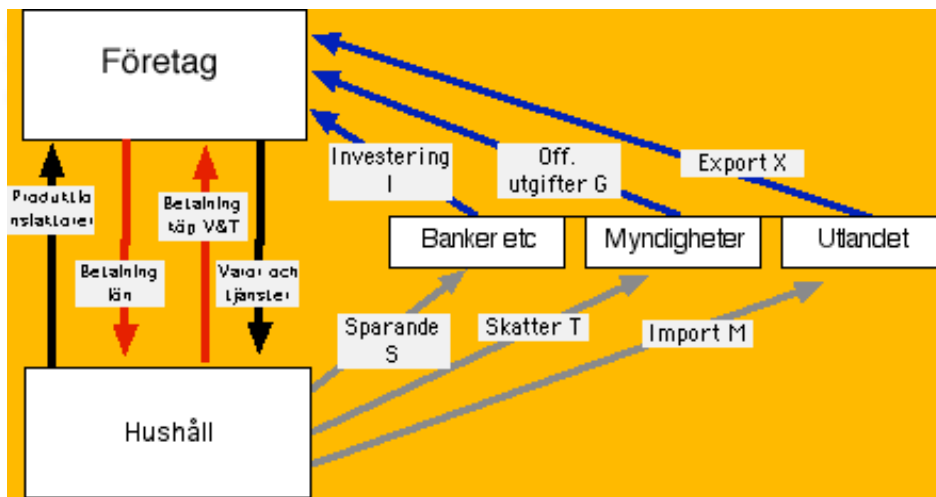 Företag
Investering
I
Off.
utgifter G
Export X
Produktio
nsfaktorer
Betalning
köp V&T
Betalning
lön
Varor och
tjänster
Banker etc
Myndigheter
Utlandet
Sparande
S
Skatter T
Import M
Hushåll